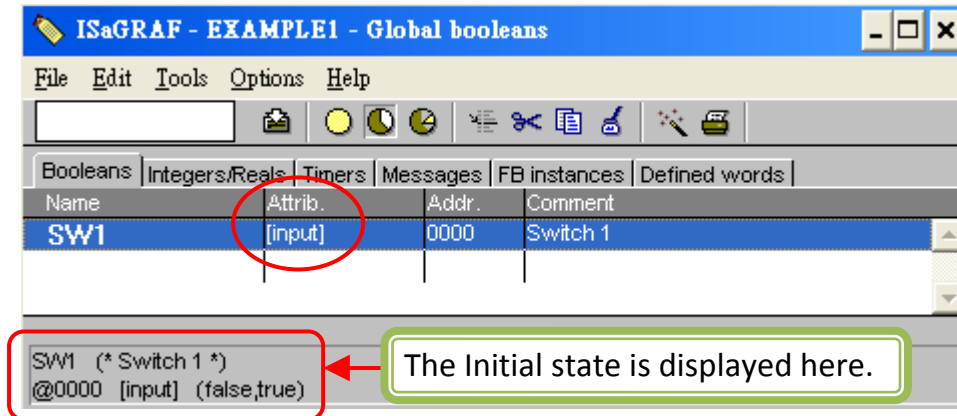 ISaGRAF - EXAMPLE1 - Global booleans
File Edit Tools Options Help
Booleans Integers/Reals Timers Messages FB instances Defined words
Name Attrib. Addr. Comment
SW1 [input] 0000 Switch 1
SW1 (* Switch 1 *)
@0000 [input] (false,true)
The Initial state is displayed here.